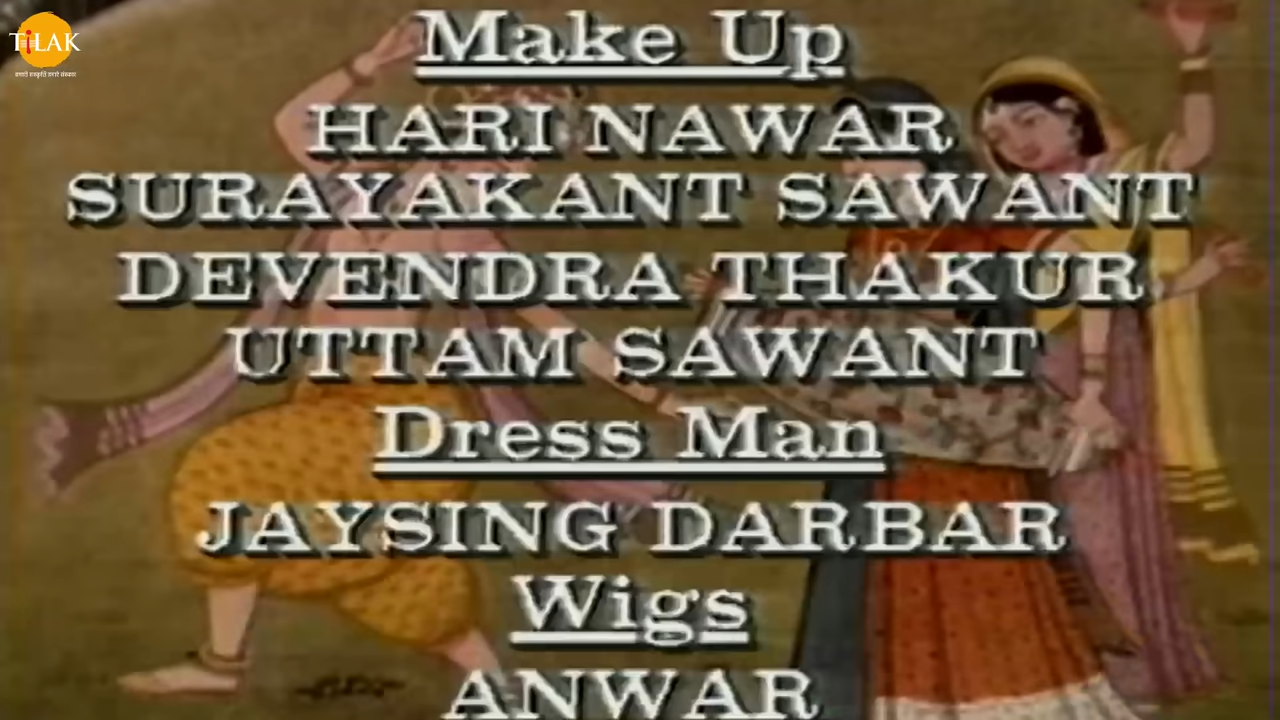 TiLAK
Make Up
HARI NAWAR
SURAYAKANT SAWANT
DEVENDRA THAKUR
UTTAM SAWANT
Dress Man
JAYSING DARBAR
Wigs
ANWAR